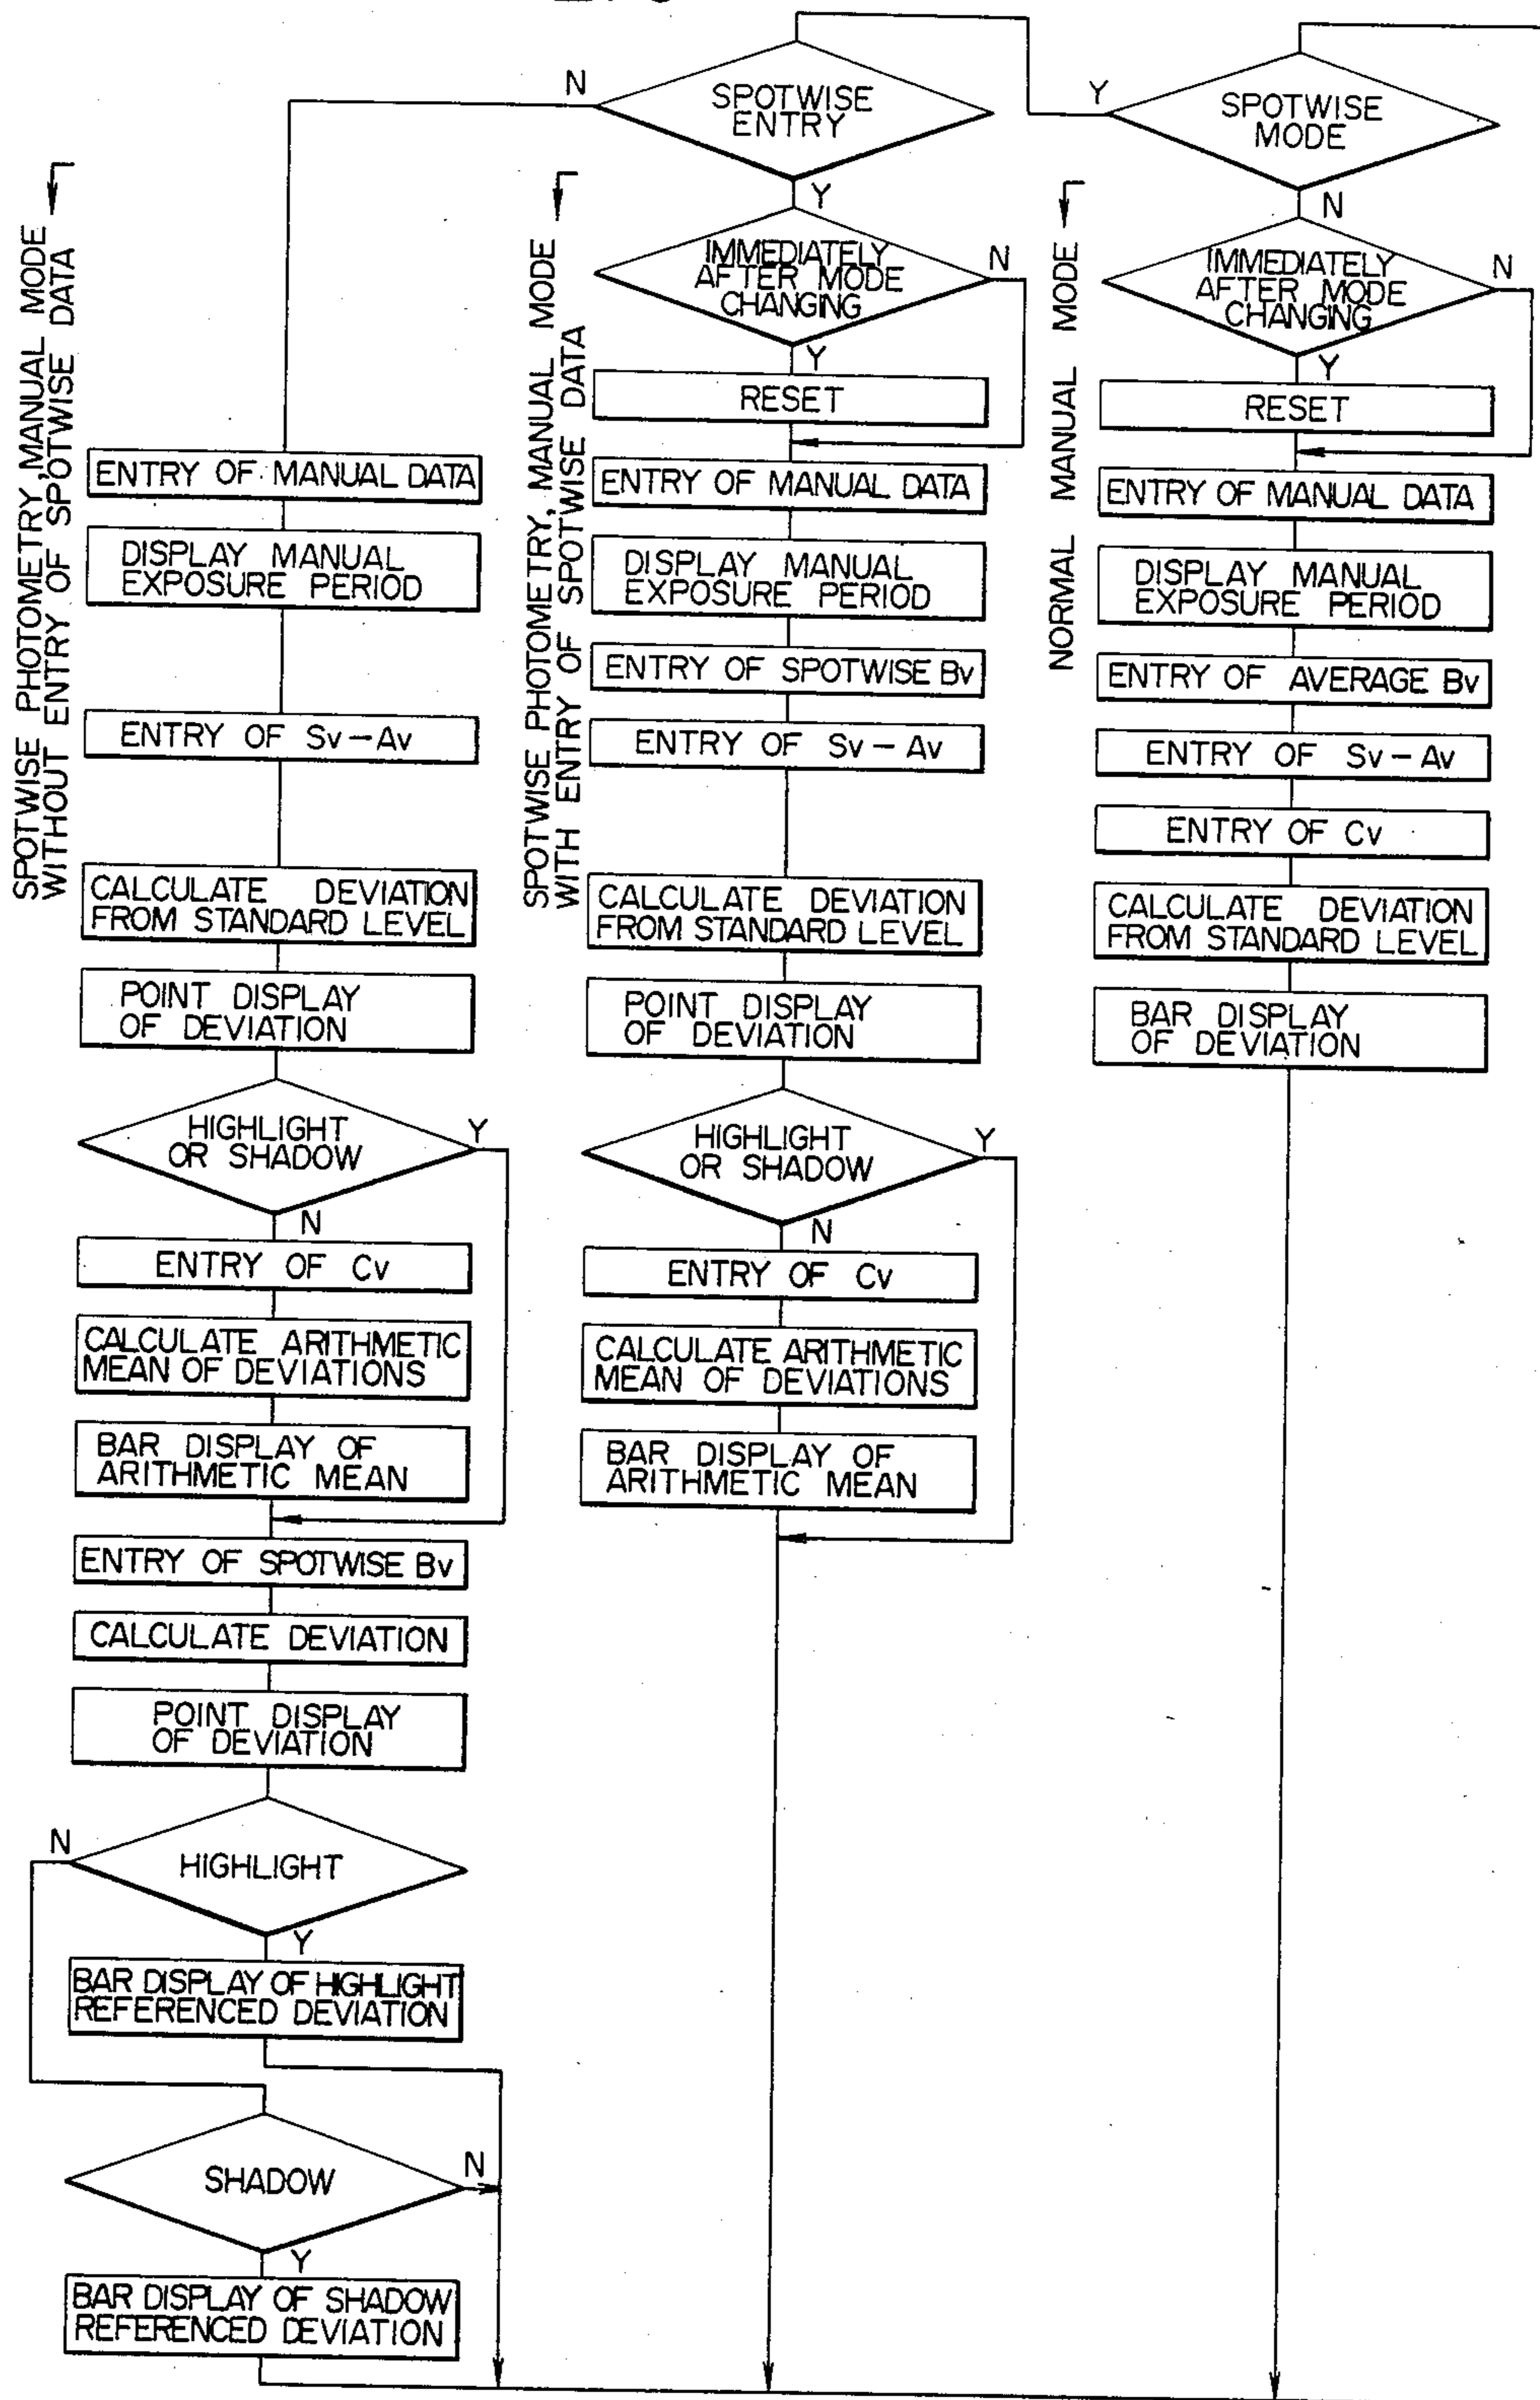 N
SPOTWISE
ENTRY
Y
SPOTWISE
MODE
SPOTWISE PHOTOMETRY, MANUAL MODE
WITHOUT ENTRY OF SPOTWISE DATA
ENTRY OF MANUAL DATA
DISPLAY MANUAL
EXPOSURE PERIOD
ENTRY OF Sv-Av
CALCULATE DEVIATION
FROM STANDARD LEVEL
POINT DISPLAY
OF DEVIATION
HIGHLIGHT
OR SHADOW
Y
N
ENTRY OF Cv
CALCULATE ARITHMETIC
MEAN OF DEVIATIONS
BAR DISPLAY OF
ARITHMETIC MEAN
ENTRY OF SPOTWISE Bv
CALCULATE DEVIATION
POINT DISPLAY
OF DEVIATION
N
HIGHLIGHT
Y
BAR DISPLAY OF HIGHLIGHT
REFERENCED DEVIATION
SHADOW
N
Y
BAR DISPLAY OF SHADOW
REFERENCED DEVIATION
SPOTWISE PHOTOMETRY, MANUAL MODE
WITH ENTRY OF SPOTWISE DATA
Y
IMMEDIATELY
AFTER MODE
CHANGING
N
Y
RESET
ENTRY OF MANUAL DATA
DISPLAY MANUAL
EXPOSURE PERIOD
ENTRY OF SPOTWISE Bv
ENTRY OF Sv-Av
CALCULATE DEVIATION
FROM STANDARD LEVEL
POINT DISPLAY
OF DEVIATION
HIGHLIGHT
OR SHADOW
Y
N
ENTRY OF Cv
CALCULATE ARITHMETIC
MEAN OF DEVIATIONS
BAR DISPLAY OF
ARITHMETIC MEAN
NORMAL MANUAL MODE
N
IMMEDIATELY
AFTER MODE
CHANGING
N
Y
RESET
ENTRY OF MANUAL DATA
DISPLAY MANUAL
EXPOSURE PERIOD
ENTRY OF AVERAGE Bv
ENTRY OF Sv-Av
ENTRY OF Cv
CALCULATE DEVIATION
FROM STANDARD LEVEL
BAR DISPLAY
OF DEVIATION